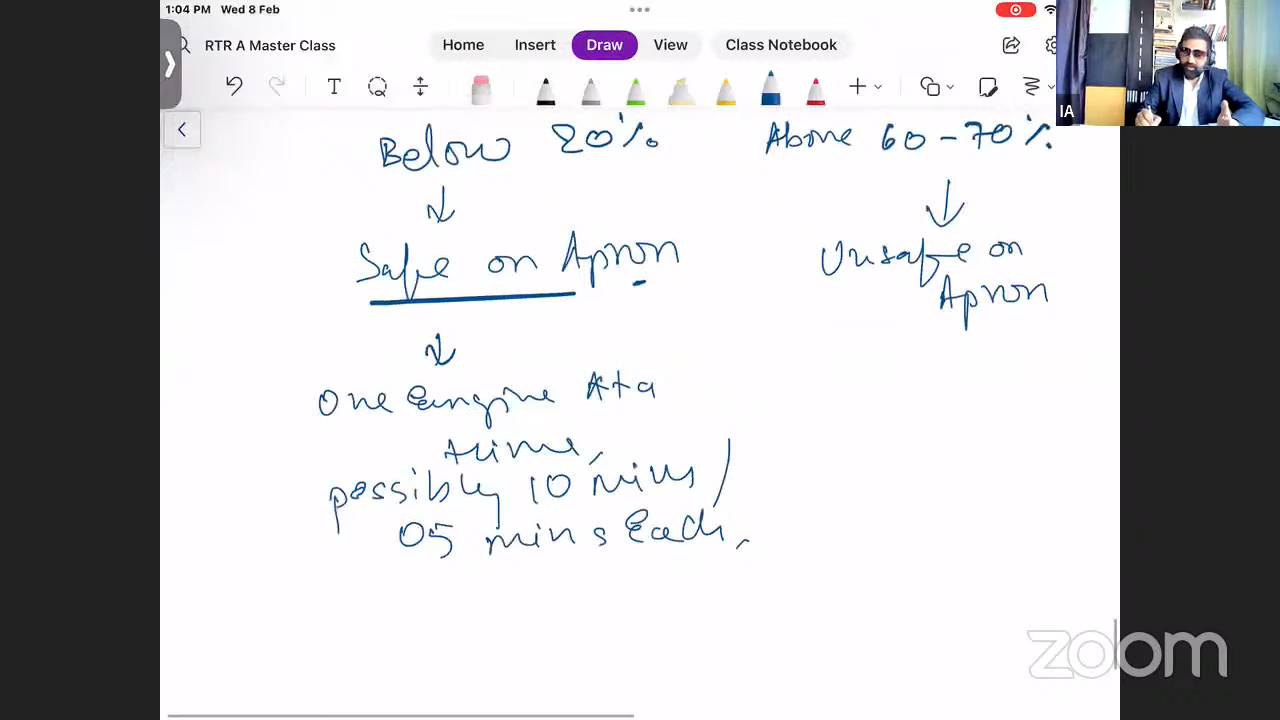 1:04 PM Wed 8 Feb
RTR A Master Class
Home Insert Draw View Class Notebook
T
IA
Below 20% Above 60-70%.
Safe on Apron Unsafe on
Apron
One Eengine At a
time,
possibly 10 mins /
05 mins Each,
zoom